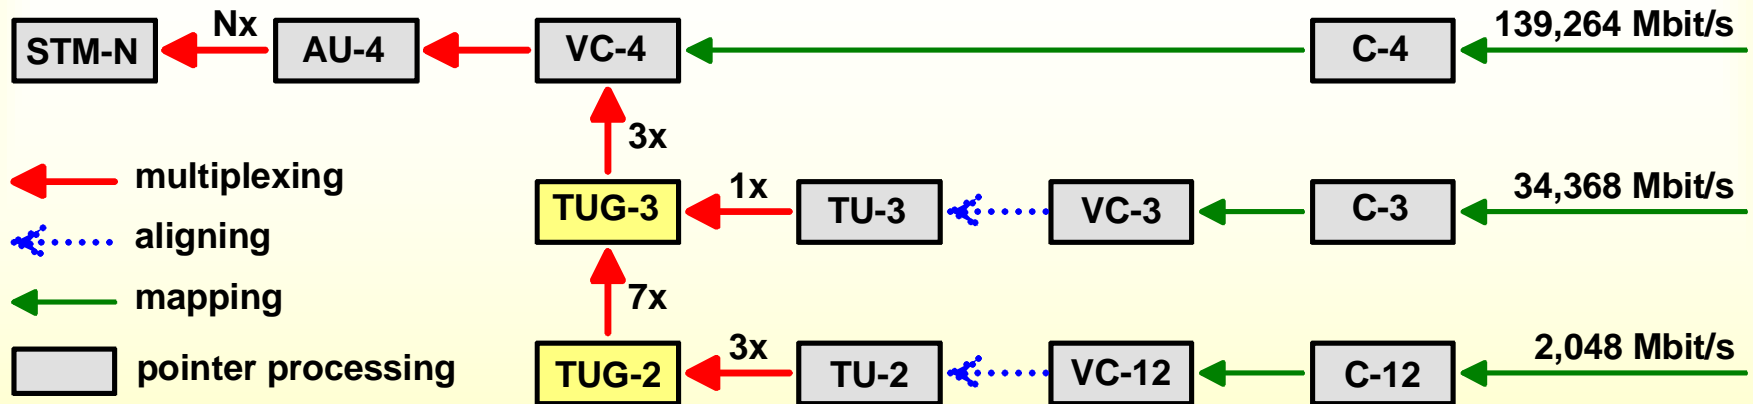 STM-N Nx AU-4 VC-4 C-4 139,264 Mbit/s
3x
multiplexing
TUG-3 1x TU-3 VC-3 C-3 34,368 Mbit/s
aligning
mapping
7x
pointer processing
TUG-2 3x TU-2 VC-12 C-12 2,048 Mbit/s